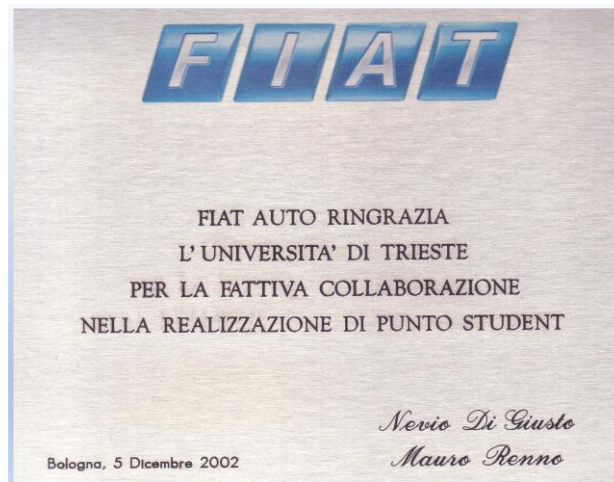 FIAT
FIAT AUTO RINGRAZIA
L' UNIVERSITA' DI TRIESTE
PER LA FATTIVA COLLABORAZIONE
NELLA REALIZZAZIONE DI PUNTO STUDENT
Nevio Di Giusto
Bologna, 5 Dicembre 2002
Mauro Renno